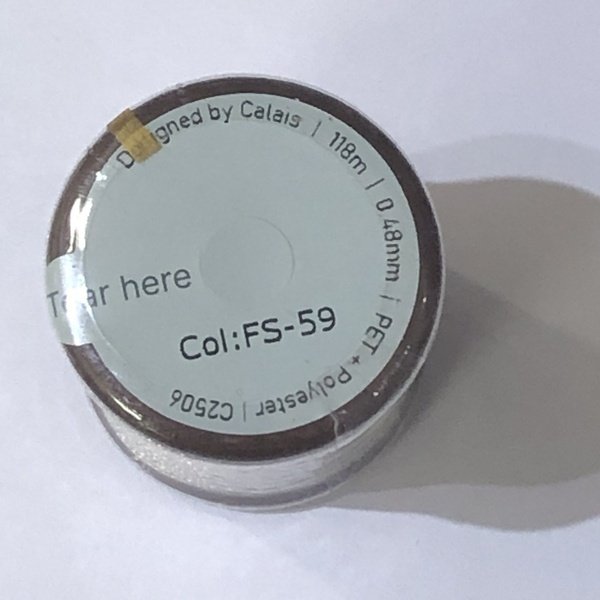 Designed by Calais | 118m | 0.48mm | PET + Polyester | C2506
Tear here
Col:FS-59